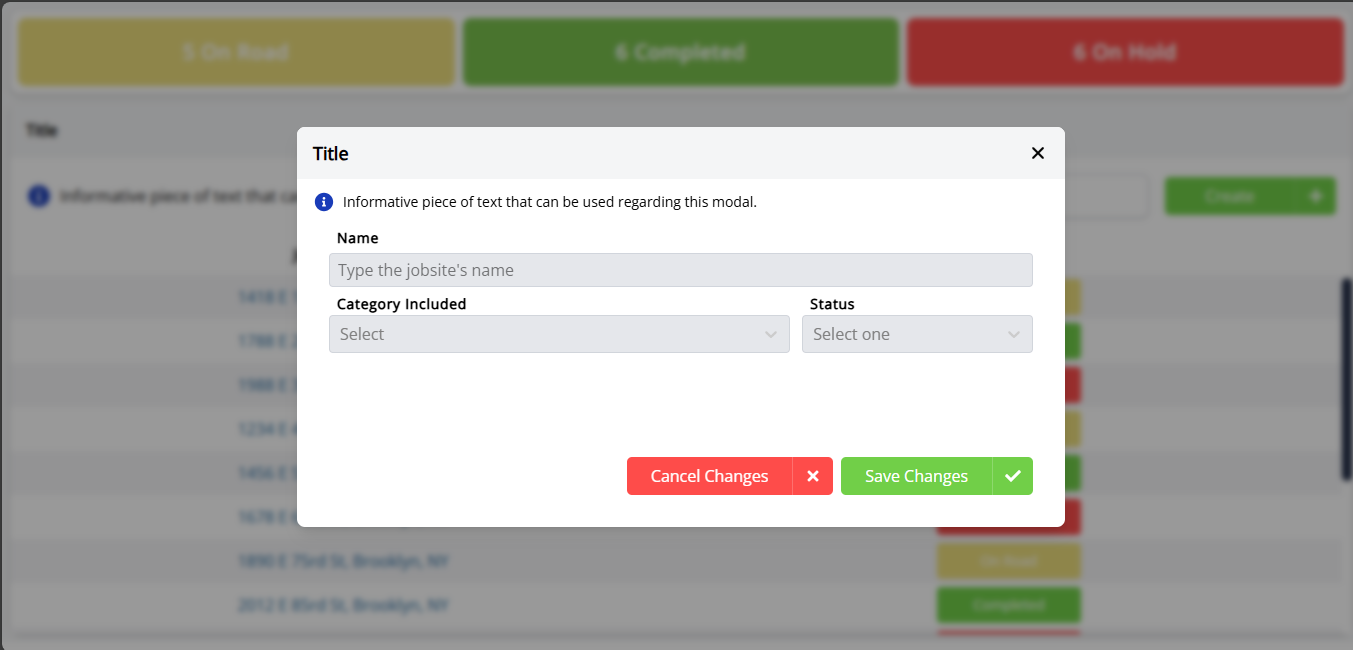 5 On Road
6 Completed
6 On Hold
Title
Informative piece of text that
Create
Title
Informative piece of text that can be used regarding this modal.
Name
Type the jobsite's name
Category Included
Status
Select
Select one
Cancel Changes
Save Changes
1418 E
1788 E
1988 E
1234 E
1456 E
1678 E
1890 E 75rd St, Brooklyn, NY
On Road
2012 E 85rd St, Brooklyn, NY
Completed